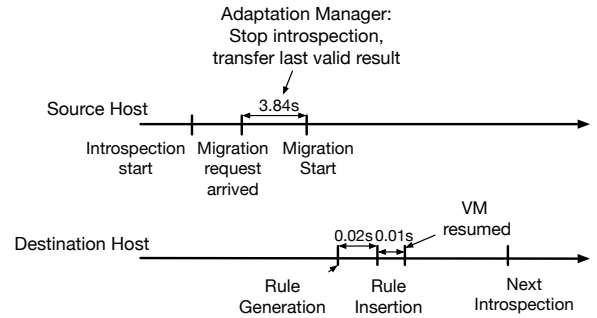 Adaptation Manager:
Stop introspection,
transfer last valid result
3.84s
Source Host
Introspection
start
Migration
request
arrived
Migration
Start
VM
resumed
0.02s
0.01s
Destination Host
Rule
Generation
Rule
Insertion
Next
Introspection